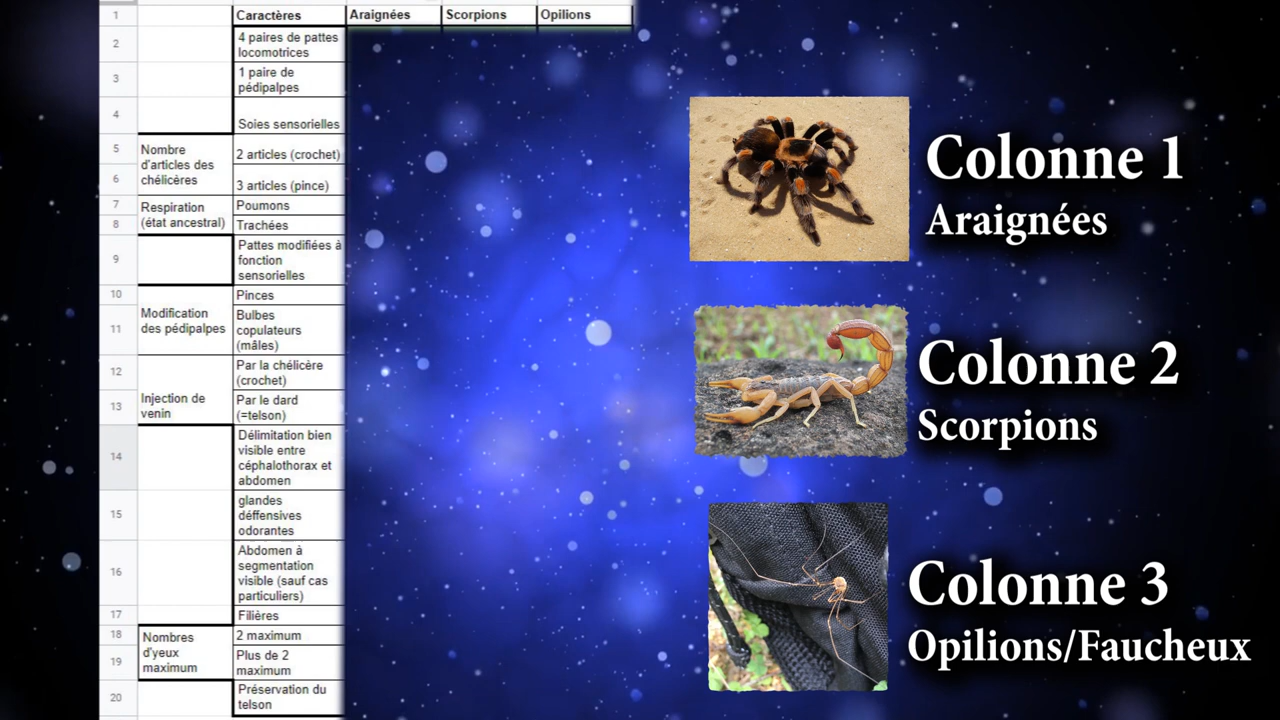 1 Caractères Araignées Scorpions Opilions
2 4 paires de pattes
locomotrices
3 1 paire de
pédipalpes
4 Soies sensorielles
Nombre
d'articles des
chélicères
5 2 articles (crochet)
6 3 articles (pince)
Respiration
(état ancestral)
7 Poumons
8 Trachées
9 Pattes modifiées à
fonction
sensorielles
Modification
des pédipalpes
10 Pinces
11 Bulbes
copulateurs
(mâles)
Injection de
venin
12 Par la chélicère
(crochet)
13 Par le dard
(=telson)
14 Délimitation bien
visible entre
céphalothorax et
abdomen
15 glandes
déffensives
odorantes
16 Abdomen à
segmentation
visible (sauf cas
particuliers)
17 Filières
Nombres
d'yeux
maximum
18 2 maximum
19 Plus de 2
maximum
20 Préservation du
telson
Colonne 1
Araignées
Colonne 2
Scorpions
Colonne 3
Opilions/Faucheux